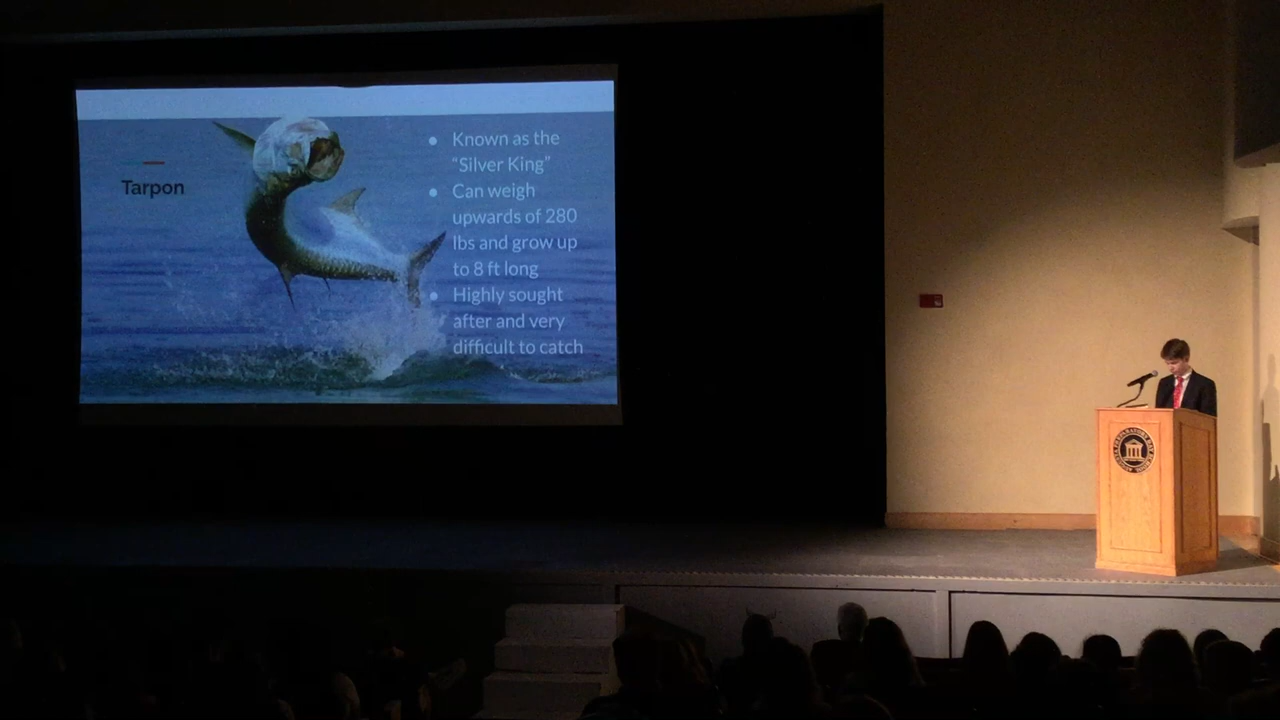 Tarpon
● Known as the
“Silver King”
● Can weigh
upwards of 280
lbs and grow up
to 8 ft long
● Highly sought
after and very
difficult to catch